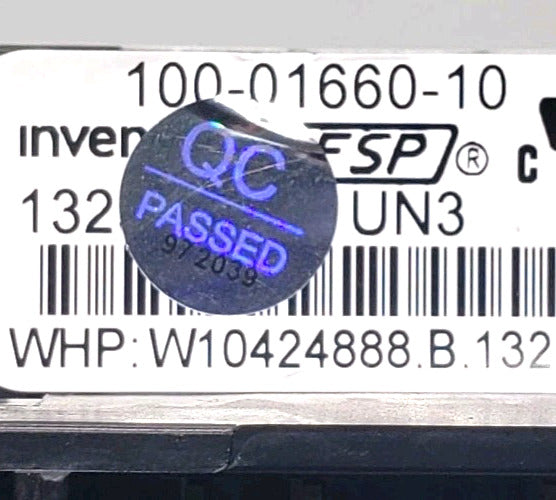 100-01660-10
inven ESP® C
132 UN3
QC
PASSED
972039
WHP:W10424888.B.132